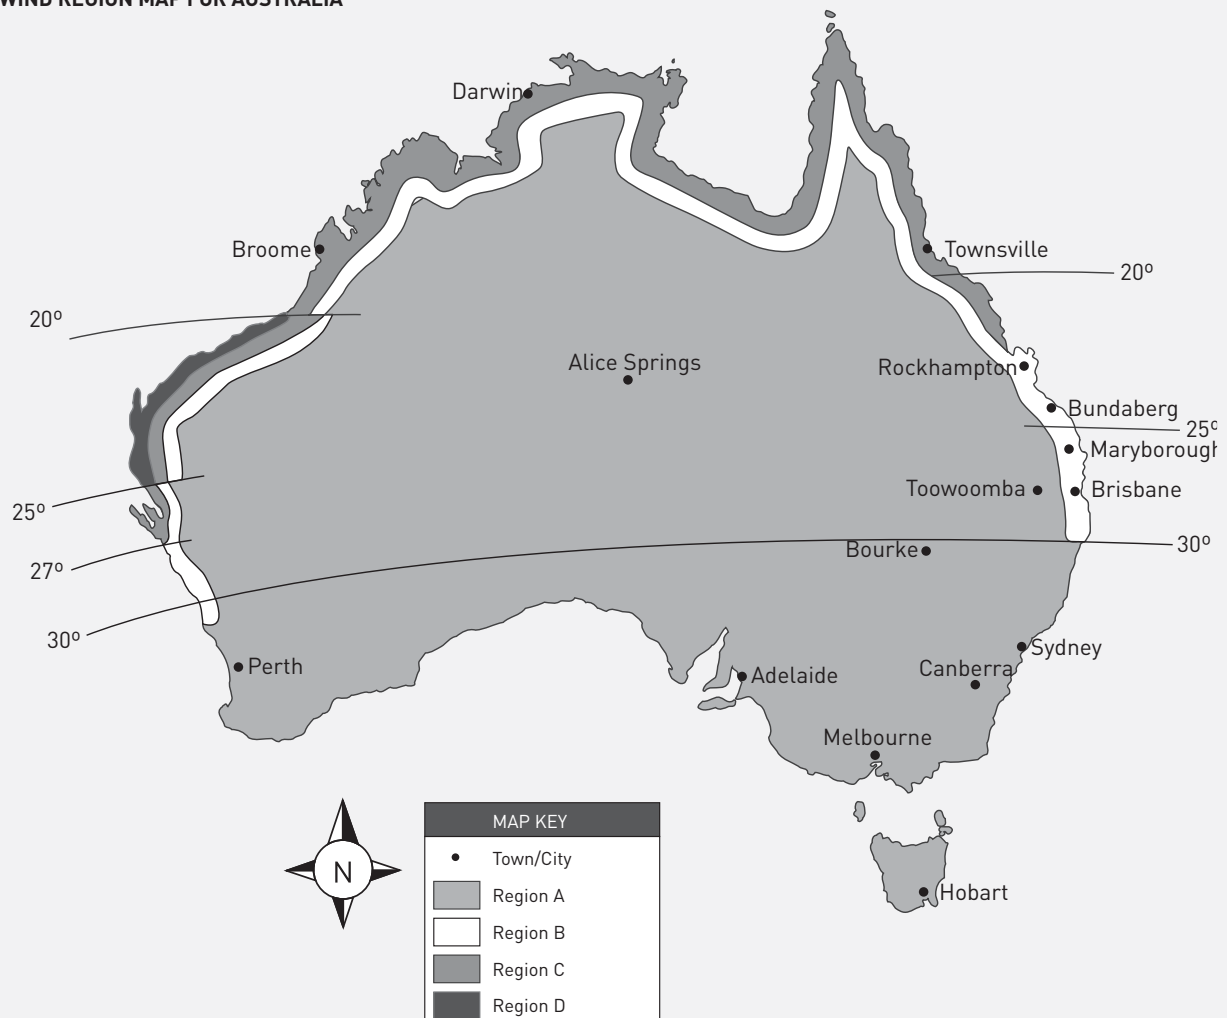 WIND REGION MAP FOR AUSTRALIA
Darwin
Broome
Townsville
20º
20º
Alice Springs
Rockhampton
Bundaberg
25º
Maryborough
Toowoomba
Brisbane
25º
Bourke
30º
27º
30º
Perth
Sydney
Canberra
Adelaide
Melbourne
N
MAP KEY
Town/City
Region A
Region B
Region C
Region D
Hobart